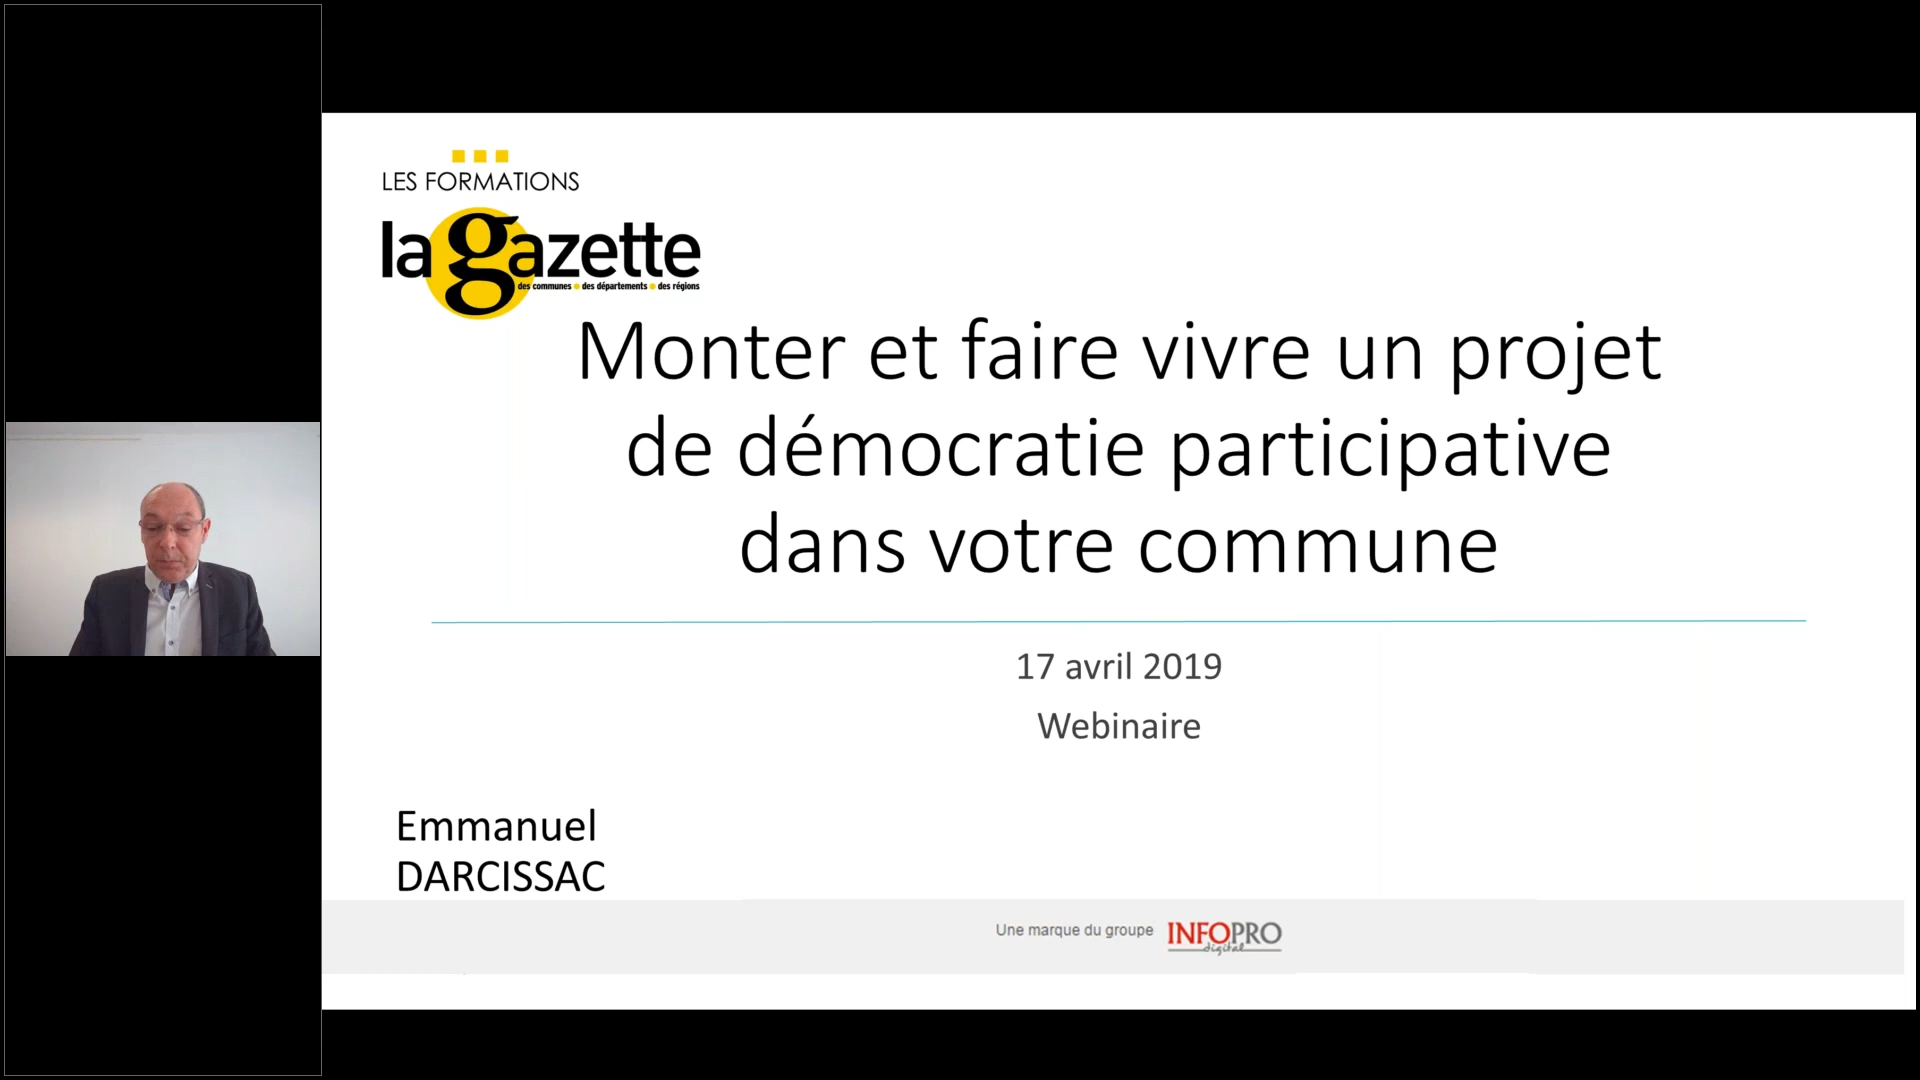 LES FORMATIONS
la gazette
des communes • des départements • des régions
Monter et faire vivre un projet
de démocratie participative
dans votre commune
17 avril 2019
Webinaire
Emmanuel
DARCISSAC
Une marque du groupe INFOPRO
digital